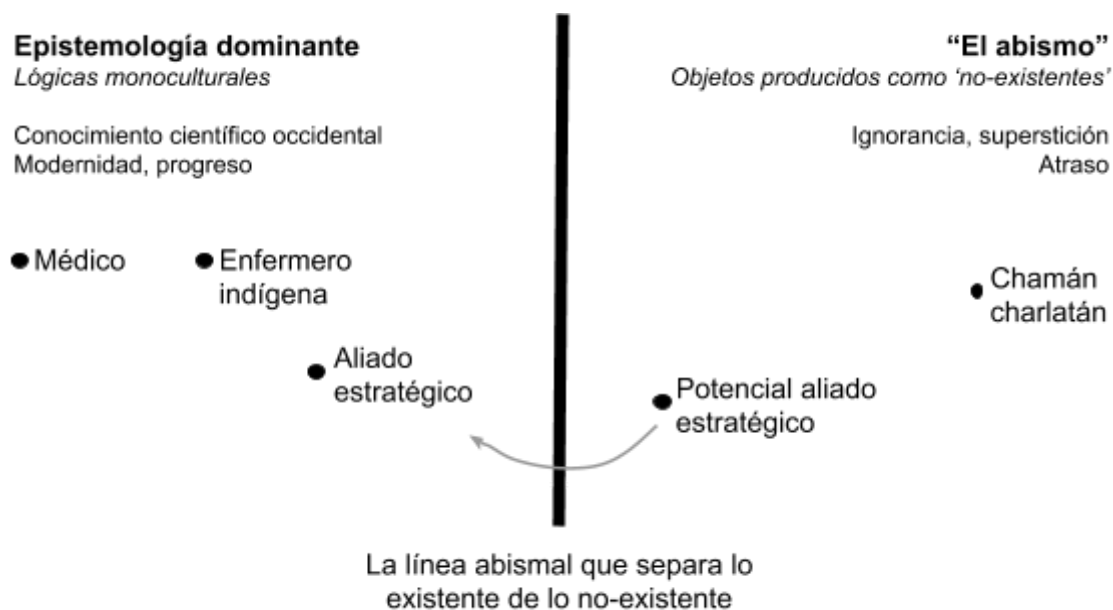 Epistemología dominante
Lógicas monoculturales
Conocimiento científico occidental
Modernidad, progreso
“El abismo”
Objetos producidos como ‘no-existentes’
Ignorancia, superstición
Atraso
Médico
Enfermero
indígena
Aliado
estratégico
Potencial aliado
estratégico
Chamán
charlatán
La línea abismal que separa lo
existente de lo no-existente